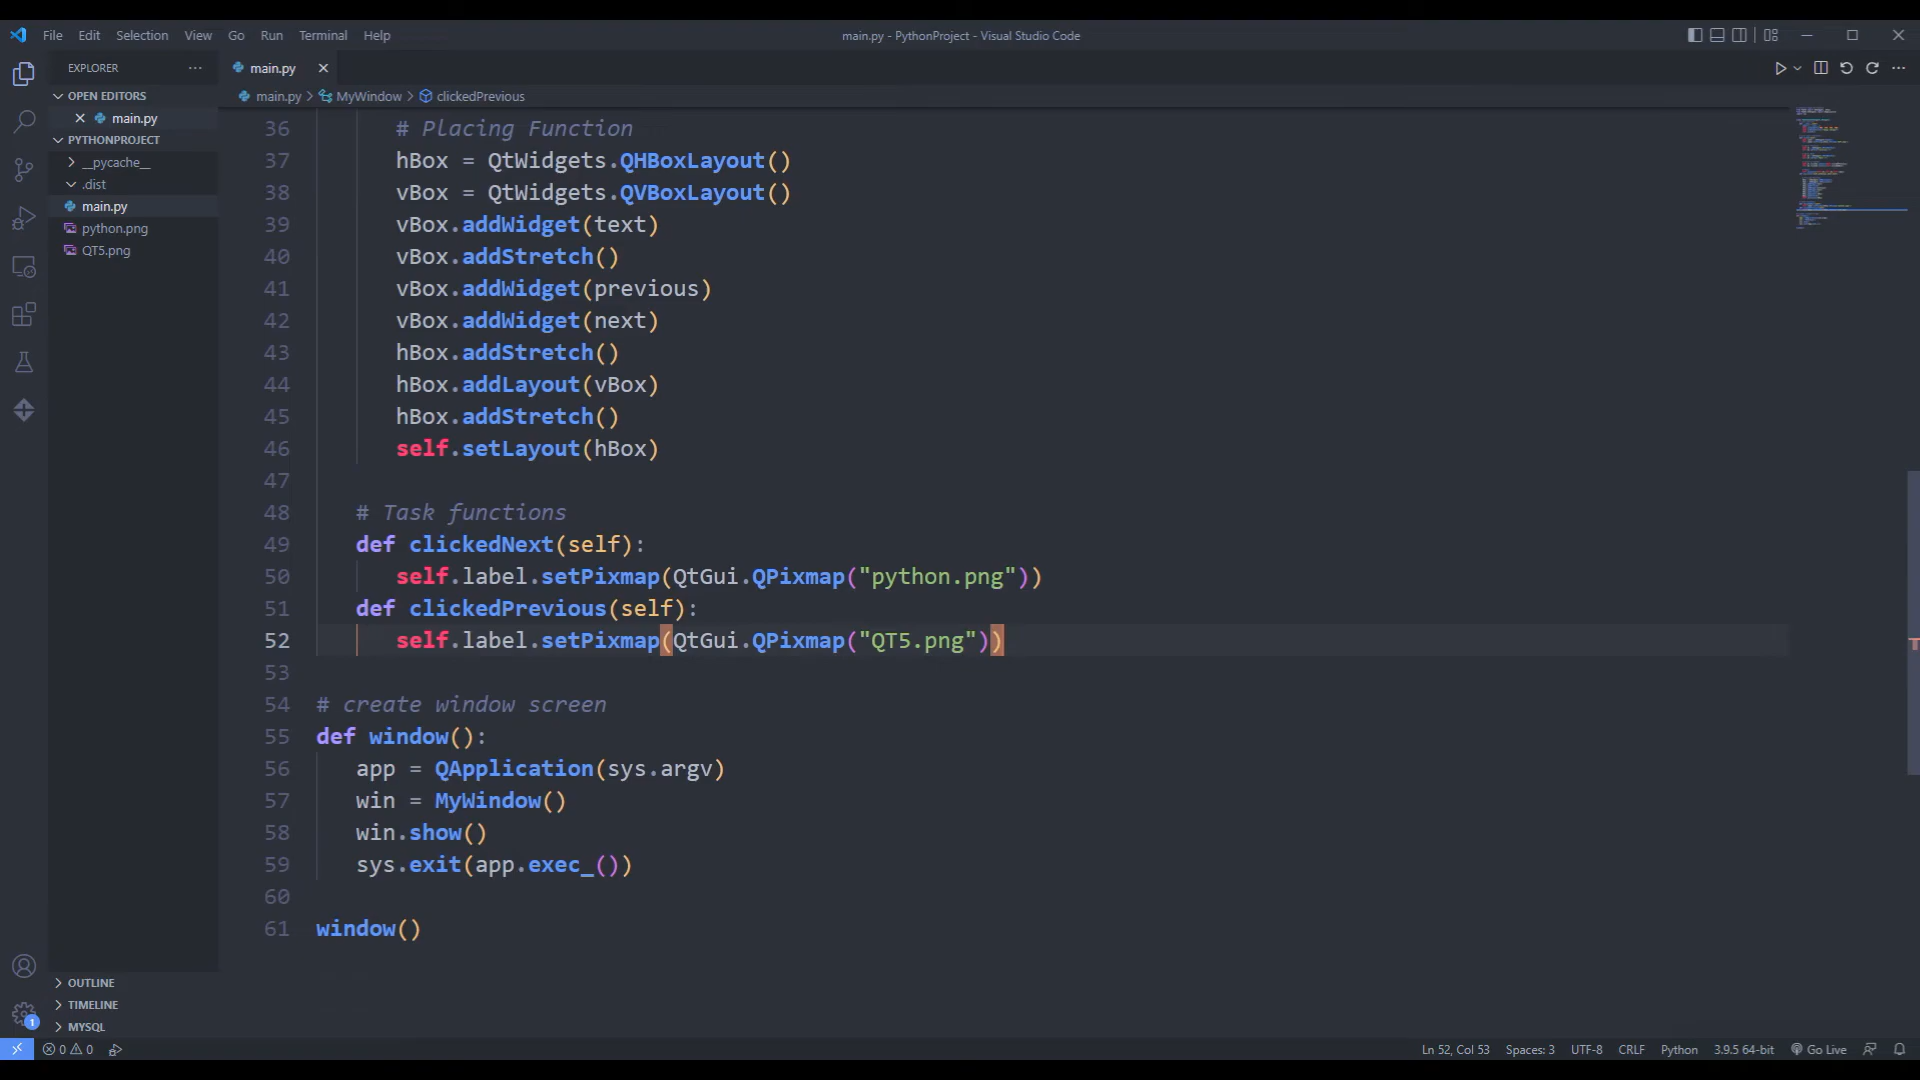 File Edit Selection View Go Run Terminal Help
main.py - PythonProject - Visual Studio Code
EXPLORER
main.py
OPEN EDITORS
main.py
PYTHONPROJECT
__pycache__
.dist
main.py
python.png
QT5.png
main.py > MyWindow > clickedPrevious
36 # Placing Function
37 hBox = QtWidgets.QHBoxLayout()
38 vBox = QtWidgets.QVBoxLayout()
39 vBox.addWidget(text)
40 vBox.addStretch()
41 vBox.addWidget(previous)
42 vBox.addWidget(next)
43 hBox.addStretch()
44 hBox.addLayout(vBox)
45 hBox.addStretch()
46 self.setLayout(hBox)
47
48 # Task functions
49 def clickedNext(self):
50 self.label.setPixmap(QtGui.QPixmap("python.png"))
51 def clickedPrevious(self):
52 self.label.setPixmap(QtGui.QPixmap("QT5.png"))
53
54 # create window screen
55 def window():
56 app = QApplication(sys.argv)
57 win = MyWindow()
58 win.show()
59 sys.exit(app.exec_())
60
61 window()
OUTLINE
TIMELINE
MYSQL
1
0 0
Ln 52, Col 53 Spaces: 3 UTF-8 CRLF Python 3.9.5 64-bit Go Live